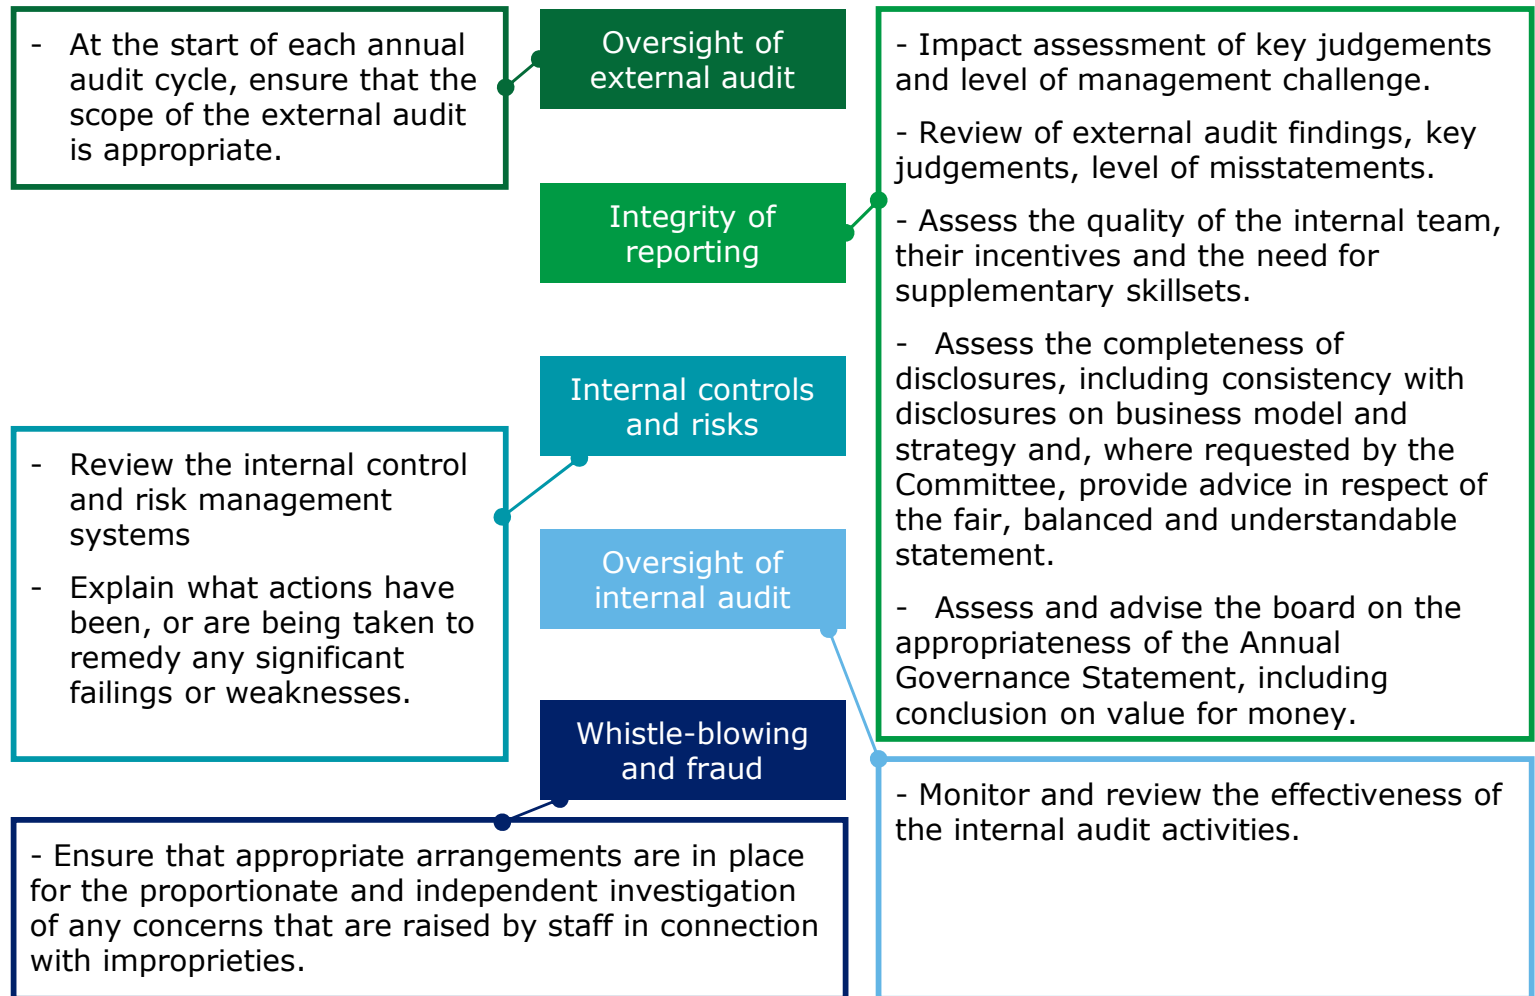 - At the start of each annual
audit cycle, ensure that the
scope of the external audit
is appropriate.
Oversight of
external audit
Integrity of
reporting
- Impact assessment of key judgements
and level of management challenge.
- Review of external audit findings, key
judgements, level of misstatements.
- Assess the quality of the internal team,
their incentives and the need for
supplementary skillsets.
- Assess the completeness of
disclosures, including consistency with
disclosures on business model and
strategy and, where requested by the
Committee, provide advice in respect of
the fair, balanced and understandable
statement.
- Assess and advise the board on the
appropriateness of the Annual
Governance Statement, including
conclusion on value for money.
Internal controls
and risks
- Review the internal control
and risk management
systems
- Explain what actions have
been, or are being taken to
remedy any significant
failings or weaknesses.
Oversight of
internal audit
- Monitor and review the effectiveness of
the internal audit activities.
Whistle-blowing
and fraud
- Ensure that appropriate arrangements are in place
for the proportionate and independent investigation
of any concerns that are raised by staff in connection
with improprieties.